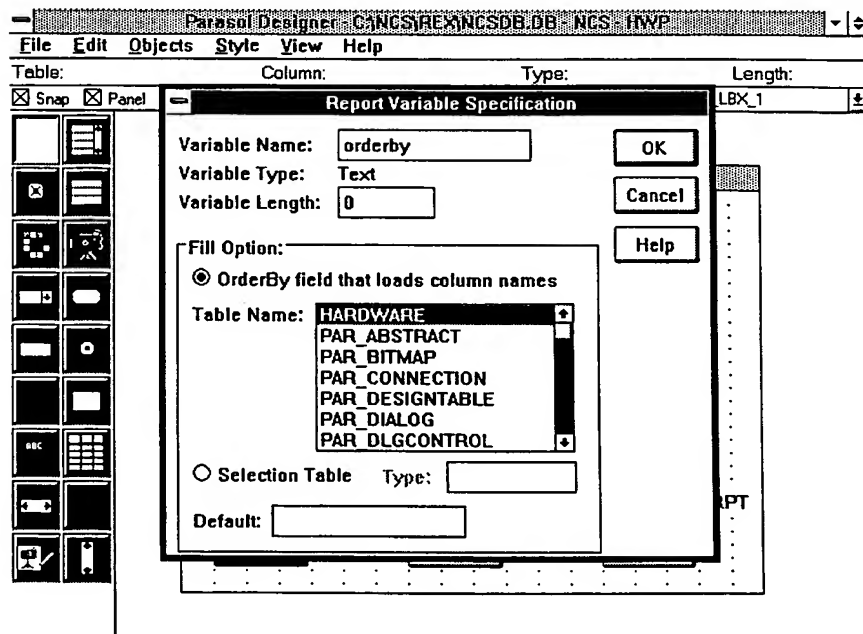 Parasol Designer - C:\NCS\REX\NCSDB.DB - NCS - HWP
File Edit Objects Style View Help
Table: Column: Type: Length:
Snap Panel
LBX_1
Report Variable Specification
Variable Name: orderby
OK
Variable Type: Text
Variable Length: 0
Cancel
Help
Fill Option:
OrderBy field that loads column names
Table Name: HARDWARE
PAR_ABSTRACT
PAR_BITMAP
PAR_CONNECTION
PAR_DESIGNTABLE
PAR_DIALOG
PAR_DLGCONTROL
ABC
Selection Table Type:
RPT
Default: